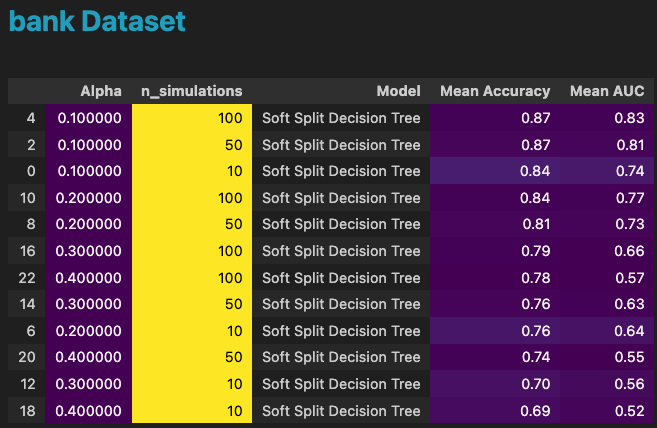 bank Dataset
Alpha n_simulations Model Mean Accuracy Mean AUC
4 0.100000 100 Soft Split Decision Tree 0.87 0.83
2 0.100000 50 Soft Split Decision Tree 0.87 0.81
0 0.100000 10 Soft Split Decision Tree 0.84 0.74
10 0.200000 100 Soft Split Decision Tree 0.84 0.77
8 0.200000 50 Soft Split Decision Tree 0.81 0.73
16 0.300000 100 Soft Split Decision Tree 0.79 0.66
22 0.400000 100 Soft Split Decision Tree 0.78 0.57
14 0.300000 50 Soft Split Decision Tree 0.76 0.63
6 0.200000 10 Soft Split Decision Tree 0.76 0.64
20 0.400000 50 Soft Split Decision Tree 0.74 0.55
12 0.300000 10 Soft Split Decision Tree 0.70 0.56
18 0.400000 10 Soft Split Decision Tree 0.69 0.52